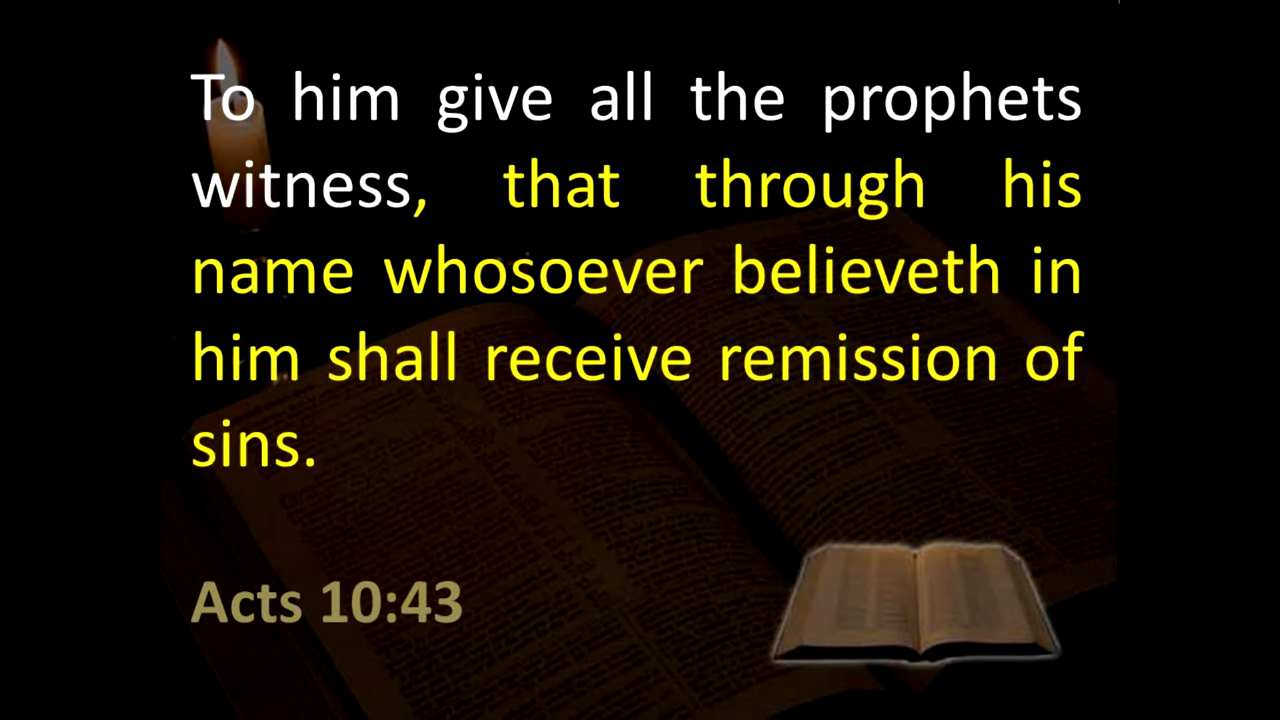 To him give all the prophets
witness, that through his
name whosoever believeth in
him shall receive remission of
sins.
Acts 10:43